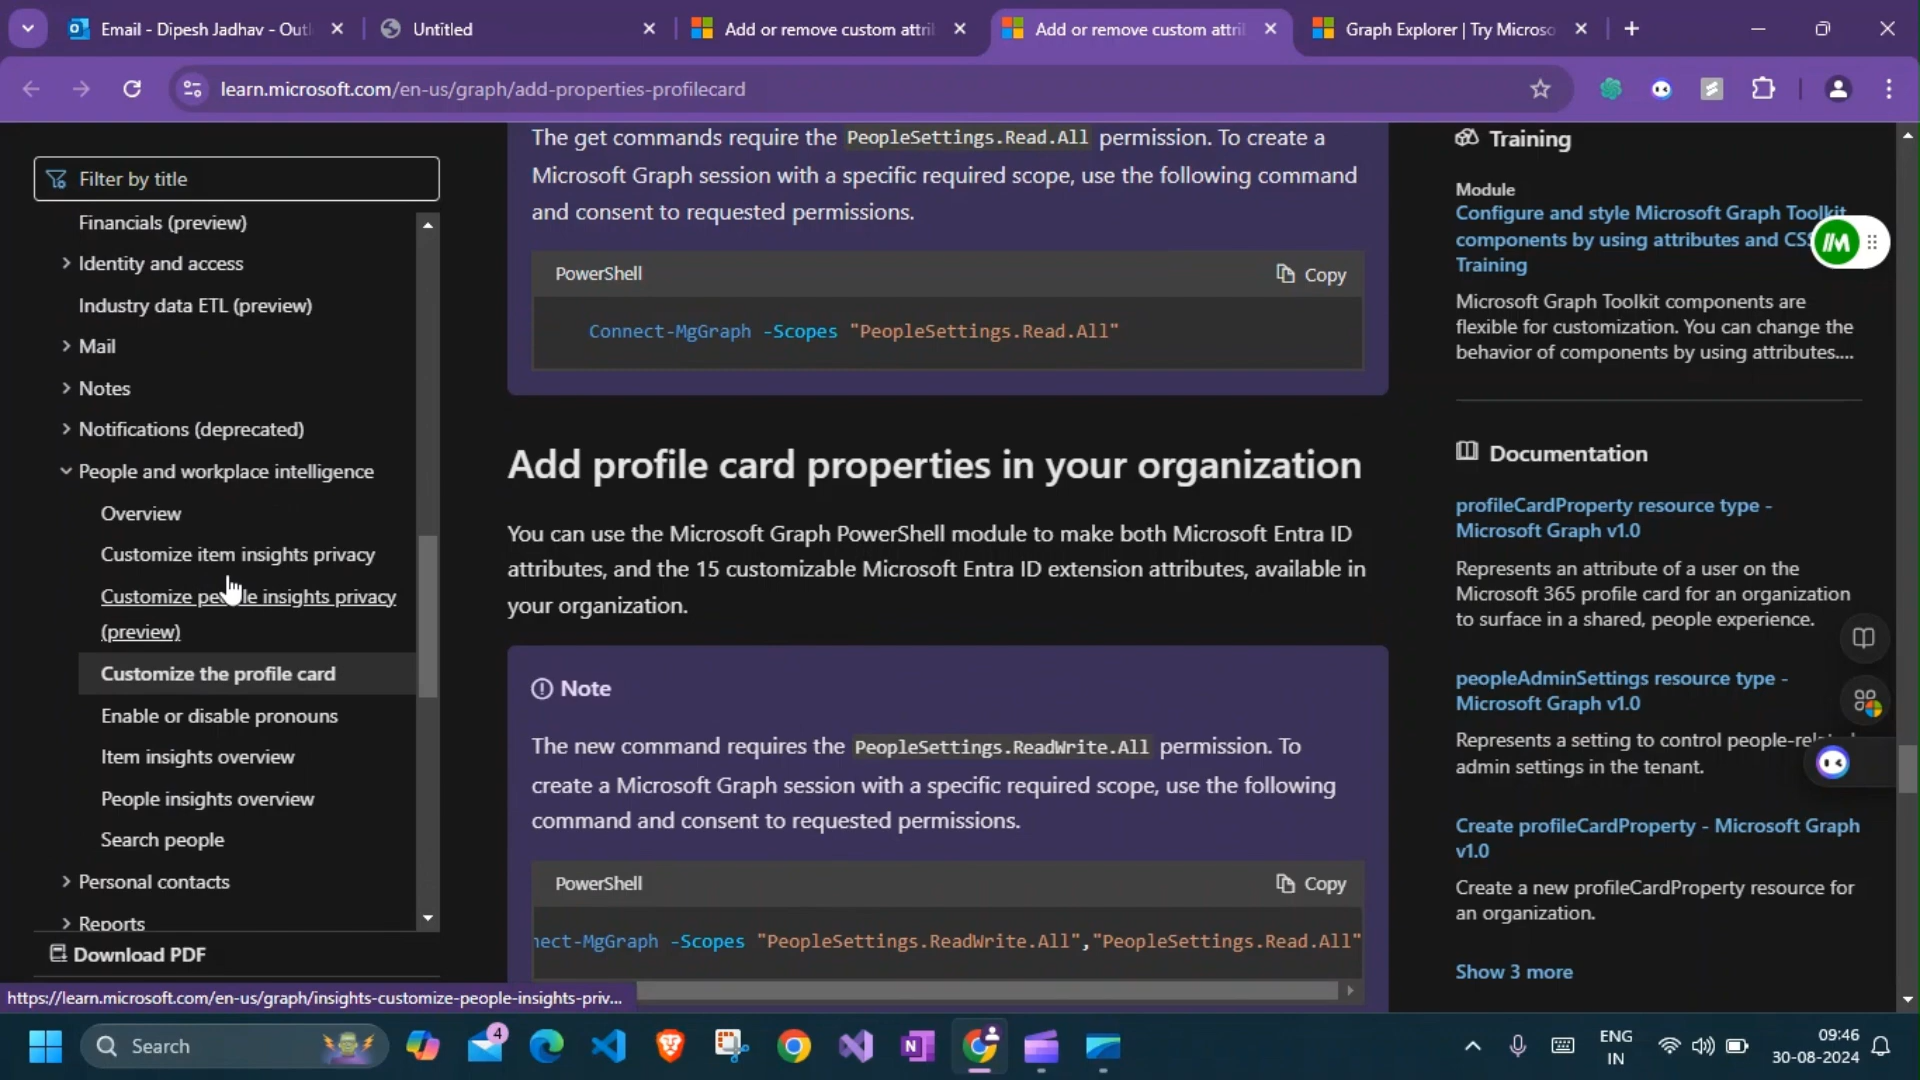 Email - Dipesh Jadhav - Outl
Untitled
Add or remove custom attri
Add or remove custom attri
Graph Explorer | Try Microso
learn.microsoft.com/en-us/graph/add-properties-profilecard
Filter by title
Financials (preview)
Identity and access
Industry data ETL (preview)
Mail
Notes
Notifications (deprecated)
People and workplace intelligence
Overview
Customize item insights privacy
Customize people insights privacy
(preview)
Customize the profile card
Enable or disable pronouns
Item insights overview
People insights overview
Search people
Personal contacts
Reports
Download PDF
https://learn.microsoft.com/en-us/graph/insights-customize-people-insights-priv...
The get commands require the PeopleSettings.Read.All permission. To create a
Microsoft Graph session with a specific required scope, use the following command
and consent to requested permissions.
PowerShell
Copy
Connect-MgGraph -Scopes "PeopleSettings.Read.All"
Add profile card properties in your organization
You can use the Microsoft Graph PowerShell module to make both Microsoft Entra ID
attributes, and the 15 customizable Microsoft Entra ID extension attributes, available in
your organization.
Note
The new command requires the PeopleSettings.ReadWrite.All permission. To
create a Microsoft Graph session with a specific required scope, use the following
command and consent to requested permissions.
PowerShell
Copy
nect-MgGraph -Scopes "PeopleSettings.ReadWrite.All","PeopleSettings.Read.All"
Training
Module
Configure and style Microsoft Graph Toolkit
components by using attributes and CSS
Training
Microsoft Graph Toolkit components are
flexible for customization. You can change the
behavior of components by using attributes....
Documentation
profileCardProperty resource type -
Microsoft Graph v1.0
Represents an attribute of a user on the
Microsoft 365 profile card for an organization
to surface in a shared, people experience.
peopleAdminSettings resource type -
Microsoft Graph v1.0
Represents a setting to control people-rel
admin settings in the tenant.
Create profileCardProperty - Microsoft Graph
v1.0
Create a new profileCardProperty resource for
an organization.
Show 3 more
Search
4
ENG
IN
09:46
30-08-2024